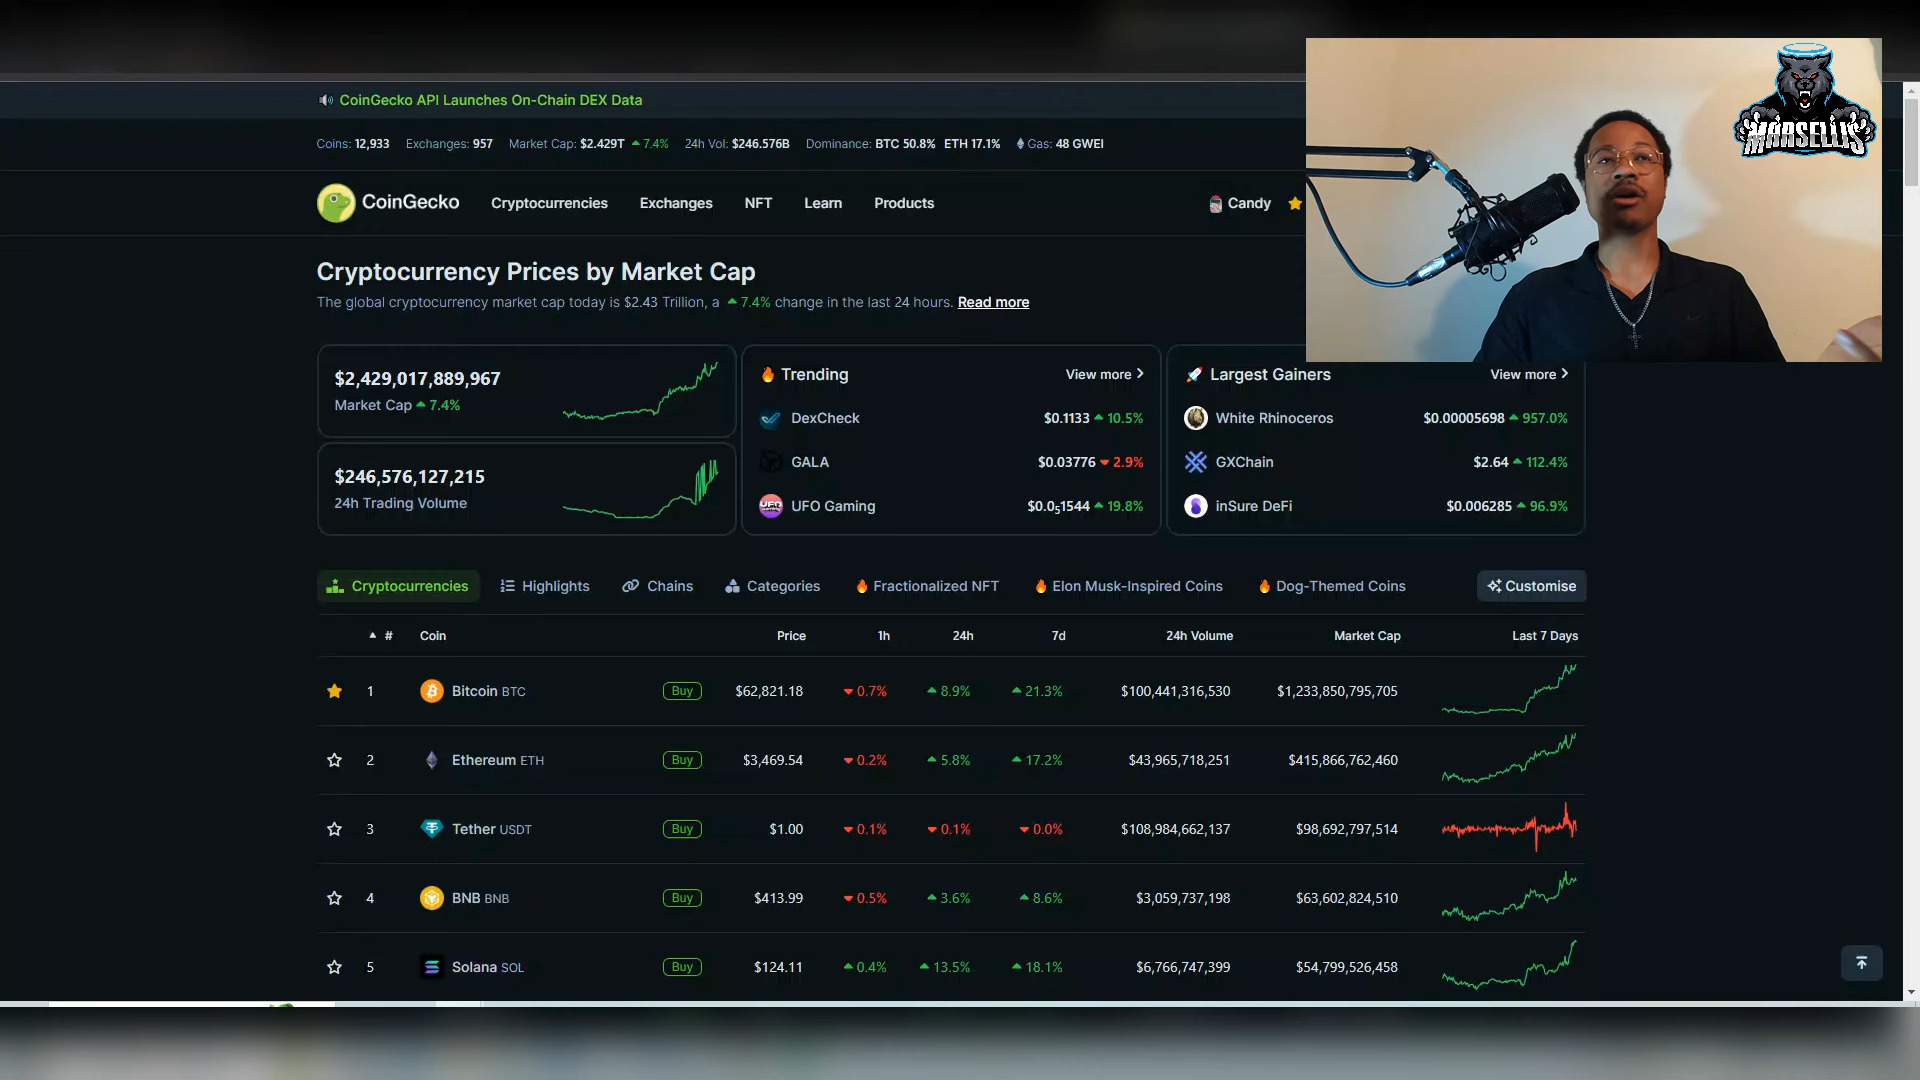 CoinGecko API Launches On-Chain DEX Data
Coins: 12,933 Exchanges: 957 Market Cap: $2.429T 7.4% 24h Vol: $246.576B Dominance: BTC 50.8% ETH 17.1% Gas: 48 GWEI
MARSELLIS
CoinGecko Cryptocurrencies Exchanges NFT Learn Products Candy
Cryptocurrency Prices by Market Cap
The global cryptocurrency market cap today is $2.43 Trillion, a 7.4% change in the last 24 hours. Read more
$2,429,017,889,967
Market Cap 7.4%
$246,576,127,215
24h Trading Volume
Trending View more
DexCheck $0.1133 10.5%
GALA $0.03776 2.9%
UFO Gaming $0.0₅1544 19.8%
Largest Gainers View more
White Rhinoceros $0.00005698 957.0%
GXChain $2.64 112.4%
inSure DeFi $0.006285 96.9%
Cryptocurrencies Highlights Chains Categories Fractionalized NFT Elon Musk-Inspired Coins Dog-Themed Coins Customise
# Coin Price 1h 24h 7d 24h Volume Market Cap Last 7 Days
1 Bitcoin BTC Buy $62,821.18 0.7% 8.9% 21.3% $100,441,316,530 $1,233,850,795,705
2 Ethereum ETH Buy $3,469.54 0.2% 5.8% 17.2% $43,965,718,251 $415,866,762,460
3 Tether USDT Buy $1.00 0.1% 0.1% 0.0% $108,984,662,137 $98,692,797,514
4 BNB BNB Buy $413.99 0.5% 3.6% 8.6% $3,059,737,198 $63,602,824,510
5 Solana SOL Buy $124.11 0.4% 13.5% 18.1% $6,766,747,399 $54,799,526,458